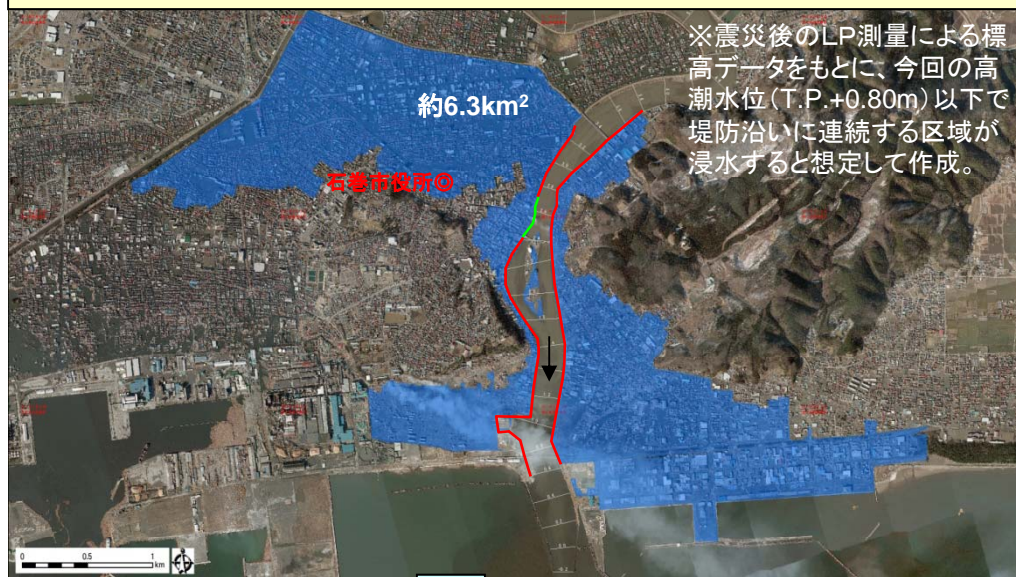 ※震災後のLP測量による標
高データをもとに、今回の高
潮水位（T.P.+0.80m）以下で
堤防沿いに連続する区域が
浸水すると想定して作成。
約6.3km²
石巻市役所◎
0 0.5 1
km